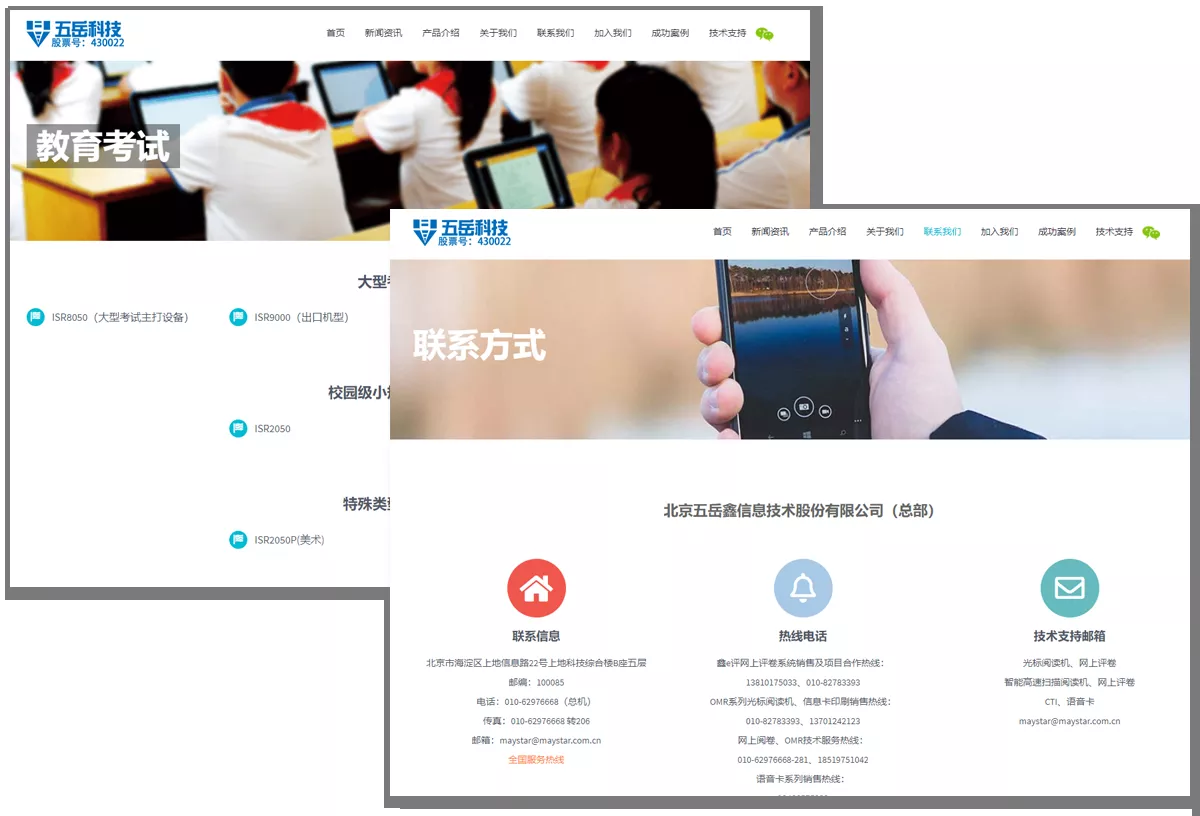 五岳科技
股票号：430022
首页 新闻资讯 产品介绍 关于我们 联系我们 加入我们 成功案例 技术支持
教育考试
大型
ISR8050（大型考试主打设备） ISR9000（出口机型）
校园级小
ISR2050
特殊类
ISR2050P(美术)
五岳科技
股票号：430022
首页 新闻资讯 产品介绍 关于我们 联系我们 加入我们 成功案例 技术支持
联系方式
北京五岳鑫信息技术股份有限公司（总部）
联系信息
北京市海淀区上地信息路22号上地科技综合楼B座五层
邮编：100085
电话：010-62976668（总机）
传真：010-62976668 转206
邮箱：maystar@maystar.com.cn
全国服务热线
热线电话
鑫e评网上评卷系统销售及项目合作热线：
13810175033、010-82783393
OMR系列光标阅读机、信息卡印刷销售热线：
010-82783393、13701242123
网上阅卷、OMR技术服务热线：
010-62976668-281、18519751042
语音卡系列销售热线：
技术支持邮箱
光标阅读机、网上评卷
智能高速扫描阅读机、网上评卷
CTI、语音卡
maystar@maystar.com.cn